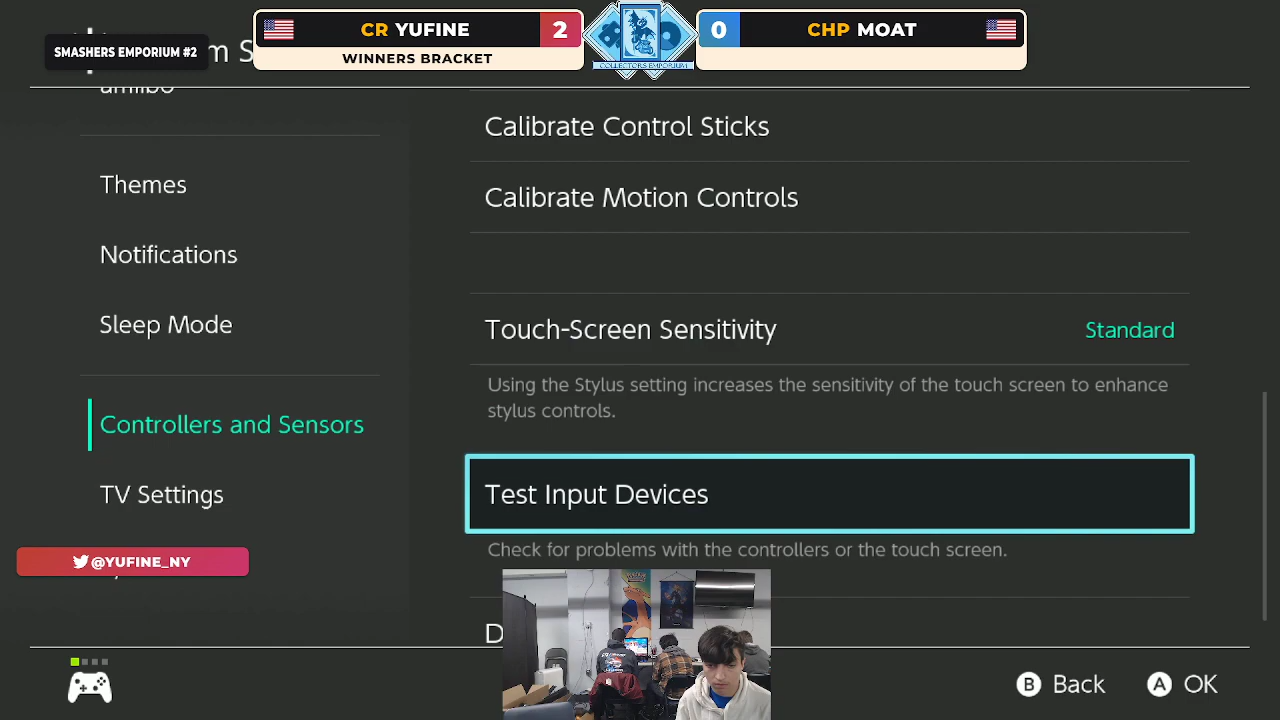 CR YUFINE 2
0 CHP MOAT
SMASHERS EMPORIUM #2
WINNERS BRACKET
COLLECTORS EMPORIUM
amiibo
Themes
Notifications
Sleep Mode
Controllers and Sensors
TV Settings
@YUFINE_NY
Calibrate Control Sticks
Calibrate Motion Controls
Touch-Screen Sensitivity Standard
Using the Stylus setting increases the sensitivity of the touch screen to enhance
stylus controls.
Test Input Devices
Check for problems with the controllers or the touch screen.
B Back A OK